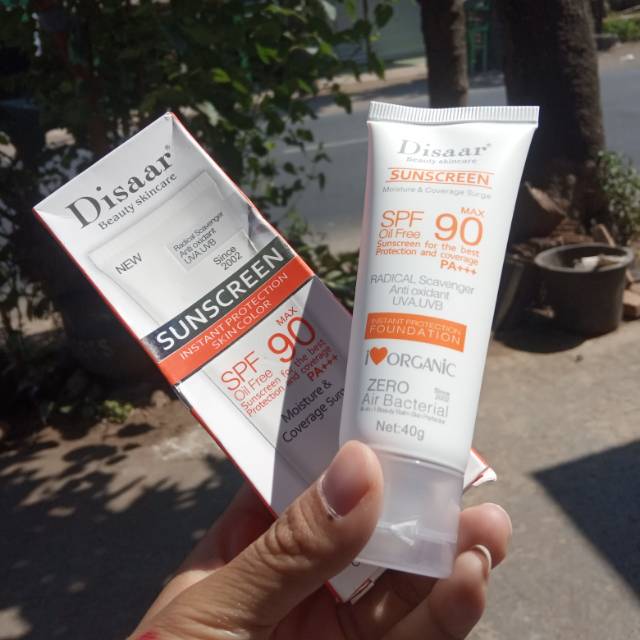 Disaar
Beauty skincare
NEW
Radical Scavenger
oxidant
UVA.UVB
Since
2002
SUNSCREEN
INSTANT PROTECTION
SKIN COLOR
SPF 90 MAX
Oil Free
Sunscreen for the best
Protection and coverage
PA+++
Moisture &
Coverage Surge
Disaar
Beauty skincare
SUNSCREEN
Moisture & Coverage Surge
SPF 90 MAX
Oil Free
Sunscreen for the best
Protection and coverage
PA+++
RADICAL Scavenger
Anti oxidant
UVA.UVB
INSTANT PROTECTION
FOUNDATION
I ORGANIC
ZERO
Air Bacterial
Net:40g